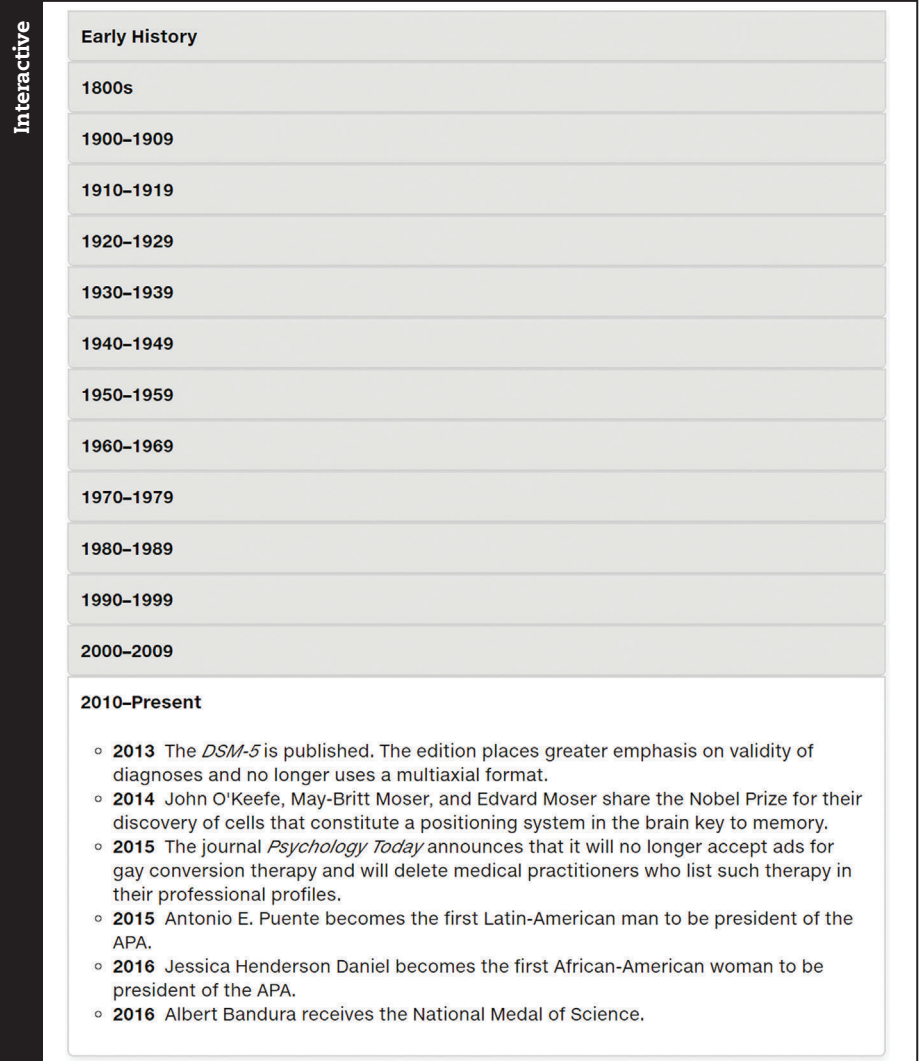 Interactive
Early History
1800s
1900–1909
1910–1919
1920–1929
1930–1939
1940–1949
1950–1959
1960–1969
1970–1979
1980–1989
1990–1999
2000–2009
2010–Present
2013 The DSM-5 is published. The edition places greater emphasis on validity of
diagnoses and no longer uses a multiaxial format.
2014 John O'Keefe, May-Britt Moser, and Edvard Moser share the Nobel Prize for their
discovery of cells that constitute a positioning system in the brain key to memory.
2015 The journal Psychology Today announces that it will no longer accept ads for
gay conversion therapy and will delete medical practitioners who list such therapy in
their professional profiles.
2015 Antonio E. Puente becomes the first Latin-American man to be president of the
APA.
2016 Jessica Henderson Daniel becomes the first African-American woman to be
president of the APA.
2016 Albert Bandura receives the National Medal of Science.